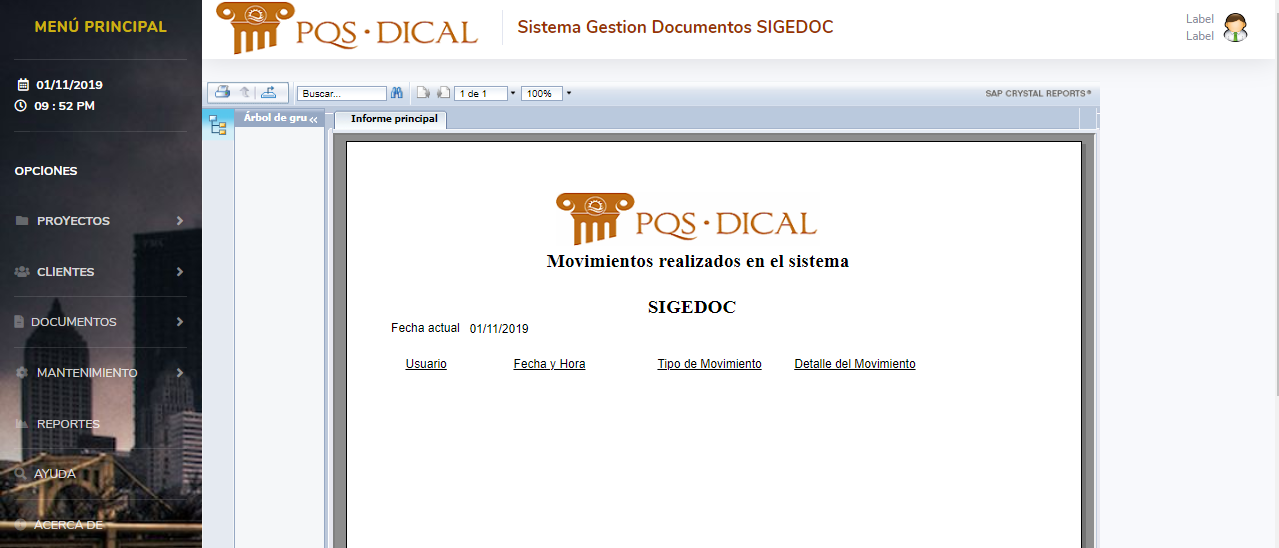 MENÚ PRINCIPAL
01/11/2019
09 : 52 PM
OPCIONES
PROYECTOS
CLIENTES
DOCUMENTOS
MANTENIMIENTO
REPORTES
AYUDA
ACERCA DE
PQS · DICAL
Sistema Gestion Documentos SIGEDOC
Label
Label
Buscar...
1 de 1
100%
SAP CRYSTAL REPORTS®
Árbol de gru «
Informe principal
PQS · DICAL
Movimientos realizados en el sistema
SIGEDOC
Fecha actual 01/11/2019
Usuario Fecha y Hora Tipo de Movimiento Detalle del Movimiento